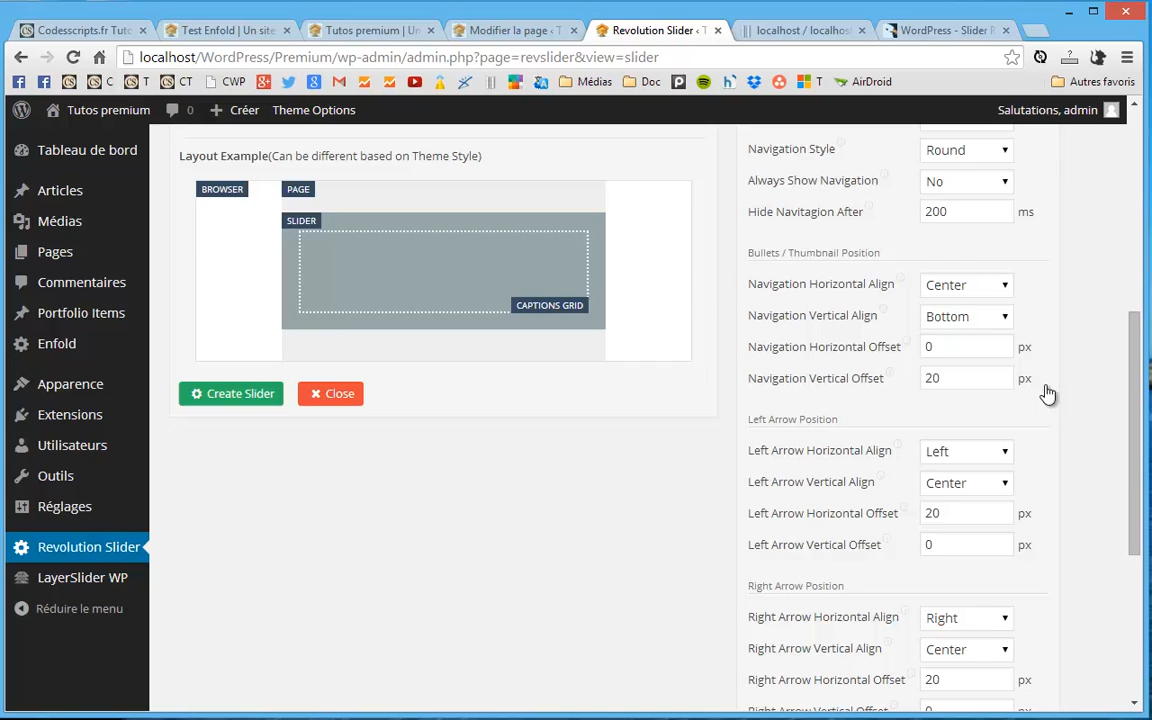 Codesscripts.fr Tuto
Test Enfold | Un site
Tutos premium | Un
Modifier la page ‹ T
Revolution Slider ‹ T
localhost / localhos
WordPress - Slider R
localhost/WordPress/Premium/wp-admin/admin.php?page=revslider&view=slider
C
T
CT
CWP
Médias
Doc
T
AirDroid
Autres favoris
Tutos premium
0
Créer
Theme Options
Salutations, admin
Tableau de bord
Articles
Médias
Pages
Commentaires
Portfolio Items
Enfold
Apparence
Extensions
Utilisateurs
Outils
Réglages
Revolution Slider
LayerSlider WP
Réduire le menu
Layout Example(Can be different based on Theme Style)
BROWSER
PAGE
SLIDER
CAPTIONS GRID
Create Slider
Close
Navigation Style Round
Always Show Navigation No
Hide Navitagion After 200 ms
Bullets / Thumbnail Position
Navigation Horizontal Align Center
Navigation Vertical Align Bottom
Navigation Horizontal Offset 0 px
Navigation Vertical Offset 20 px
Left Arrow Position
Left Arrow Horizontal Align Left
Left Arrow Vertical Align Center
Left Arrow Horizontal Offset 20 px
Left Arrow Vertical Offset 0 px
Right Arrow Position
Right Arrow Horizontal Align Right
Right Arrow Vertical Align Center
Right Arrow Horizontal Offset 20 px
Right Arrow Vertical Offset 0 px